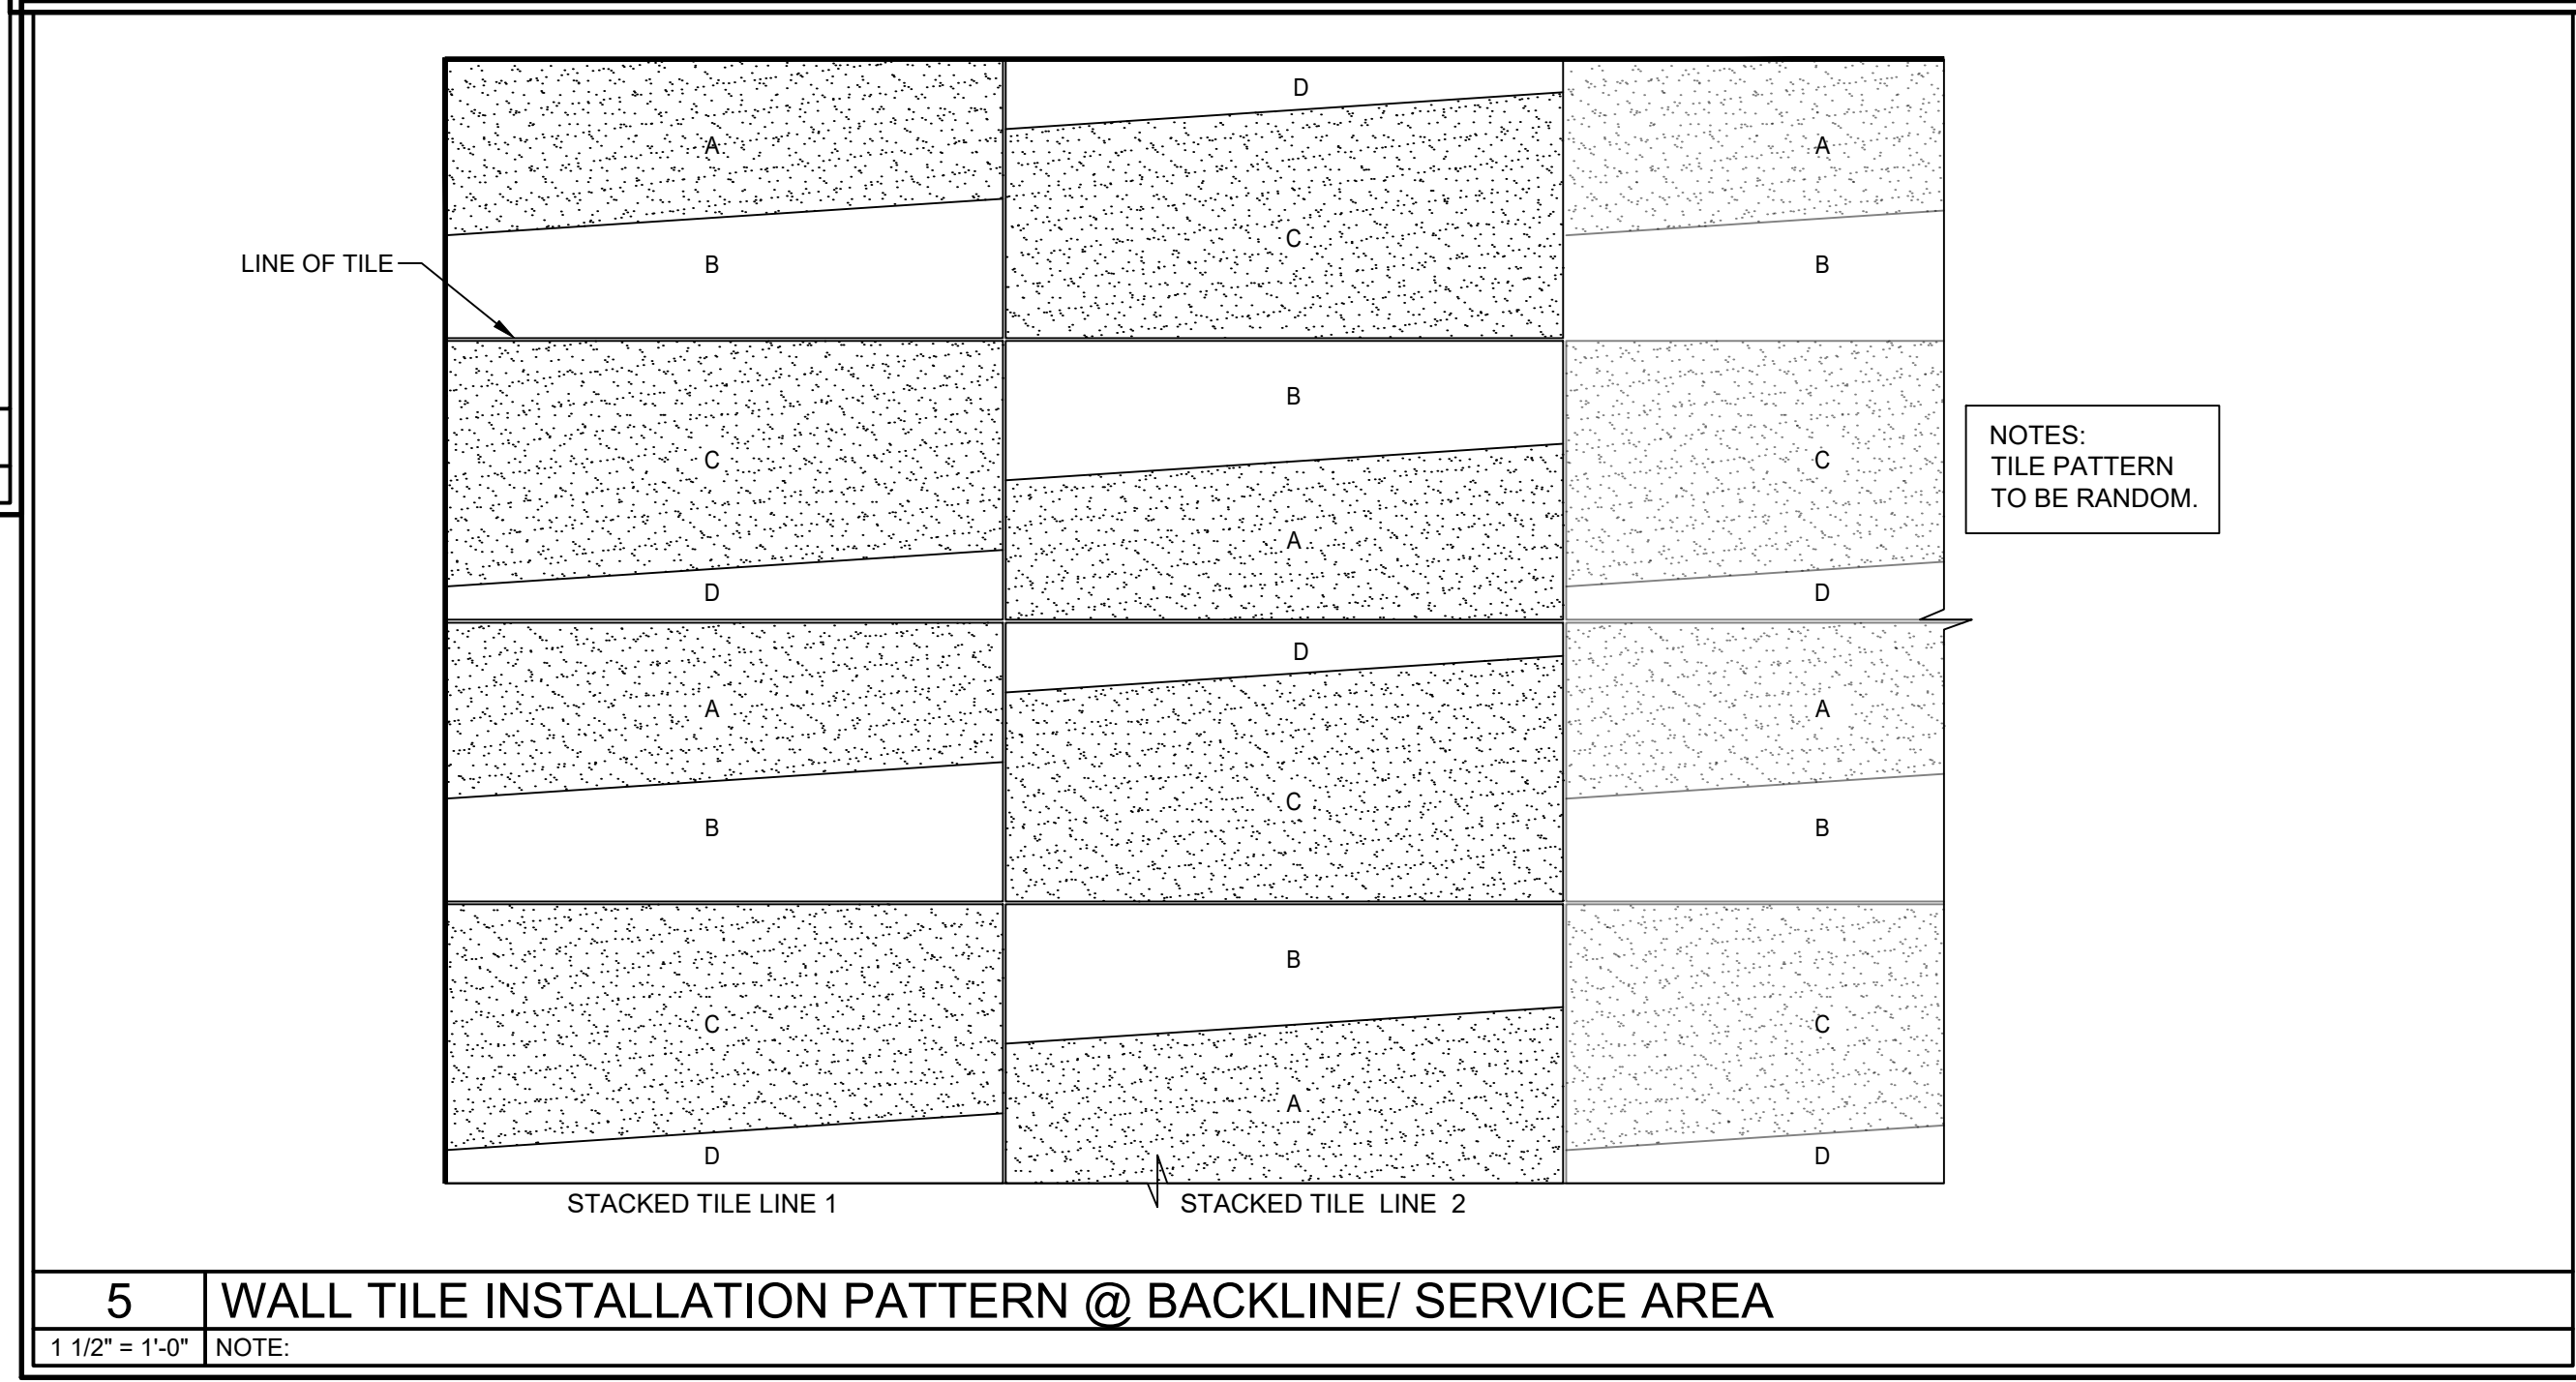 D
A
A
C
B
B
LINE OF TILE
B
NOTES:
TILE PATTERN
TO BE RANDOM.
C
C
A
D
D
D
A
A
C
B
B
B
C
C
A
D
D
STACKED TILE LINE 1
STACKED TILE LINE 2
5
WALL TILE INSTALLATION PATTERN @ BACKLINE/ SERVICE AREA
1 1/2" = 1'-0"
NOTE: